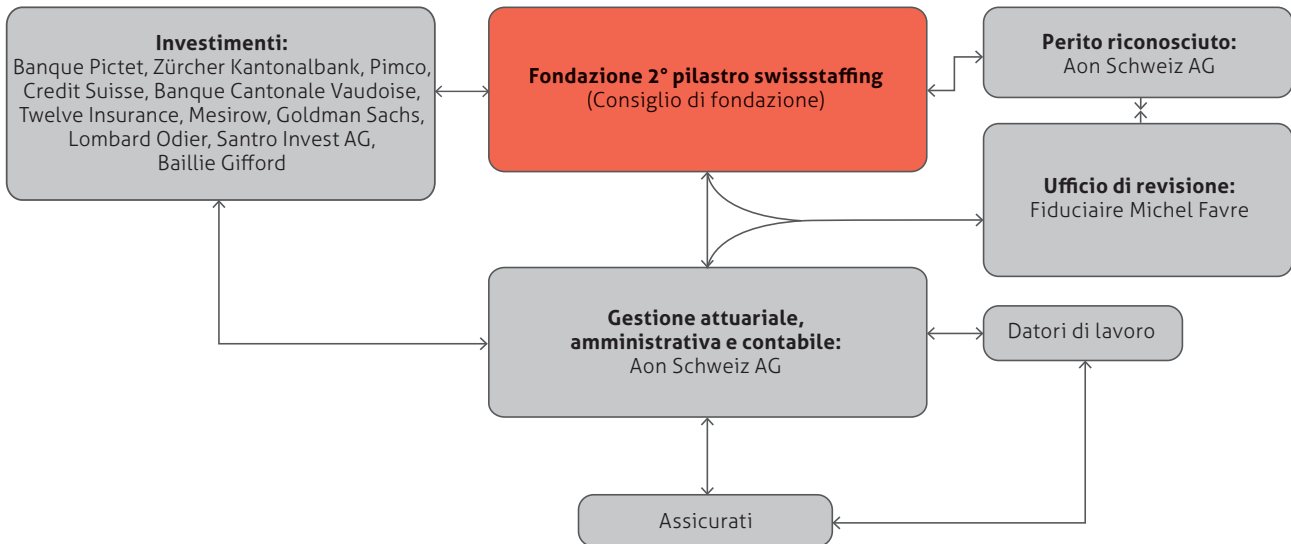 Investimenti:
Banque Pictet, Zürcher Kantonalbank, Pimco,
Credit Suisse, Banque Cantonale Vaudoise,
Twelve Insurance, Mesirow, Goldman Sachs,
Lombard Odier, Santro Invest AG,
Baillie Gifford
Fondazione 2° pilastro swissstaffing
(Consiglio di fondazione)
Perito riconosciuto:
Aon Schweiz AG
Ufficio di revisione:
Fiduciaire Michel Favre
Gestione attuariale,
amministrativa e contabile:
Aon Schweiz AG
Datori di lavoro
Assicurati